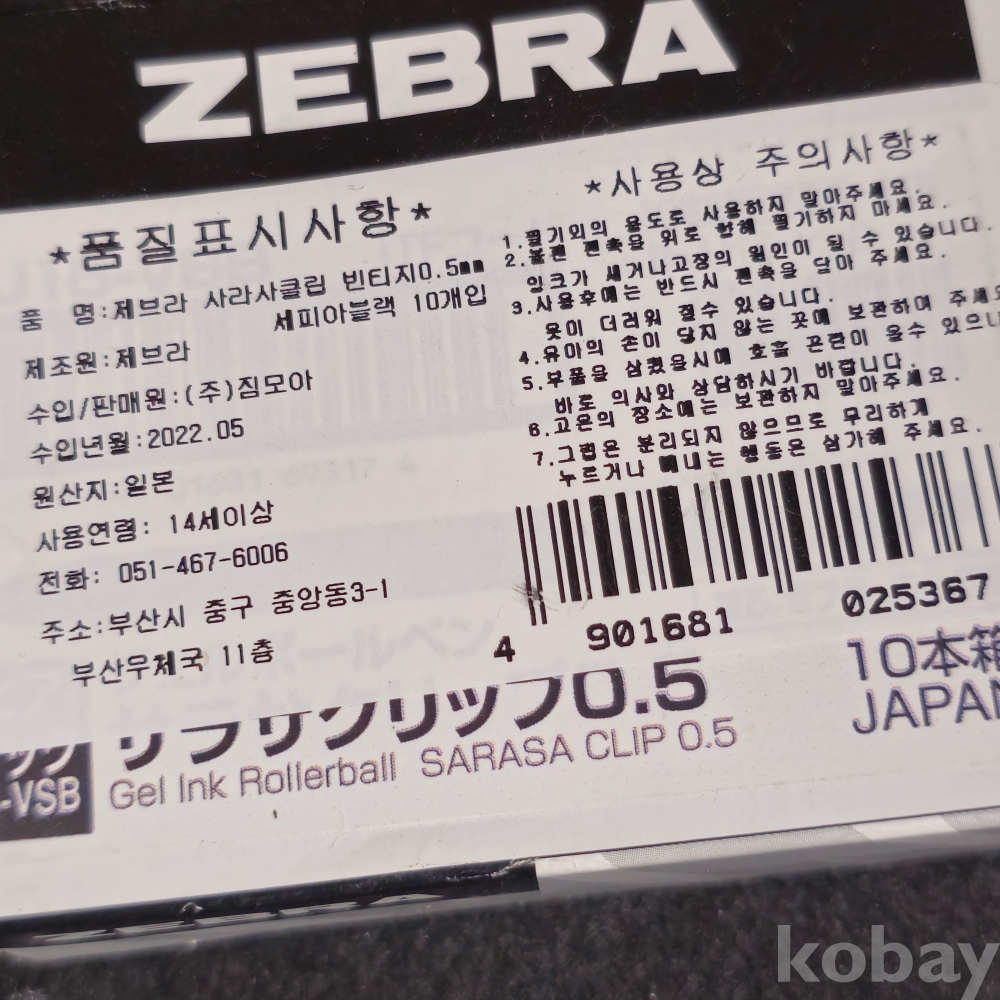 ZEBRA
*품질표시사항*
품 명:제브라 사라사클립 빈티지0.5mm
세피아블랙 10개입
제조원:제브라
수입/판매원:(주)짐모아
수입년월:2022.05
원산지:일본
사용연령: 14세이상
전화: 051-467-6006
주소:부산시 중구 중앙동3-1
부산우체국 11층
*사용상 주의사항*
1.필기외의 용도로 사용하지 말아주세요.
2.볼펜 펜촉을 위로 향해 필기하지 마세요.
잉크가 새거나고장의 원인이 될 수 있습니다.
3.사용후에는 반드시 펜촉을 닫아 주세요.
옷이 더러워 질수 있습니다.
4.유아의 손이 닿지 않는 곳에 보관하여 주세요
5.부품을 삼켰을시에 호흡 곤란이 올수 있으니
바로 의사와 상담하시기 바랍니다.
6.고온의 장소에는 보관하지 말아주세요.
7.그립은 분리되지 않으므로 무리하게
누르거나 빼내는 행동은 삼가해 주세요.
4 901681 025367
サラサクリップ0.5
10本箱
JAPAN
-VSB
Gel Ink Rollerball SARASA CLIP 0.5
kobay